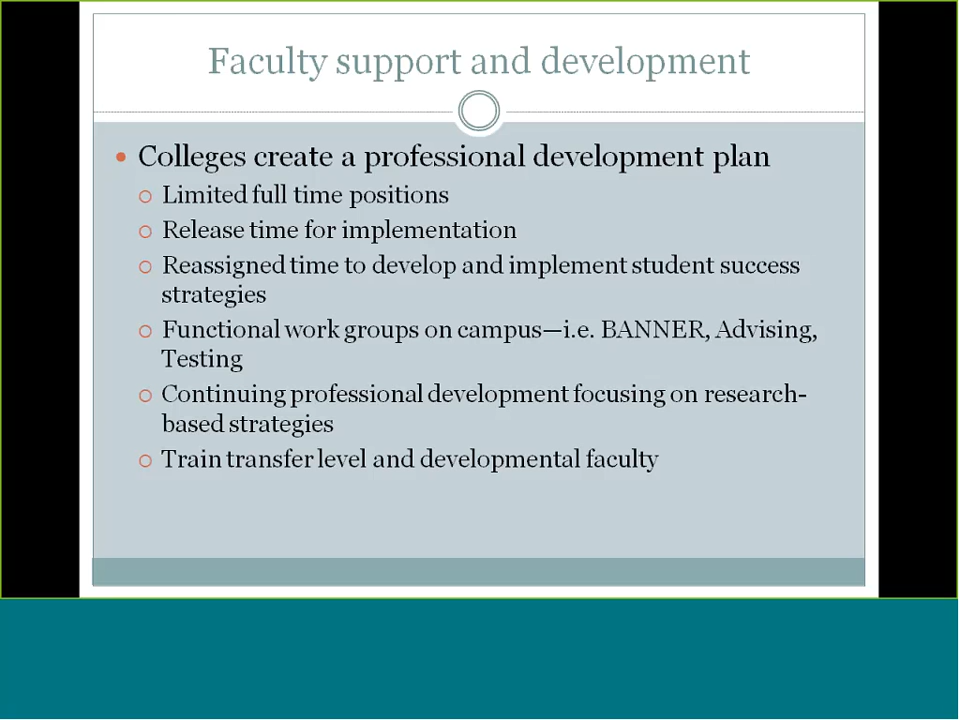 Faculty support and development
• Colleges create a professional development plan
○ Limited full time positions
○ Release time for implementation
○ Reassigned time to develop and implement student success
strategies
○ Functional work groups on campus—i.e. BANNER, Advising,
Testing
○ Continuing professional development focusing on research-
based strategies
○ Train transfer level and developmental faculty